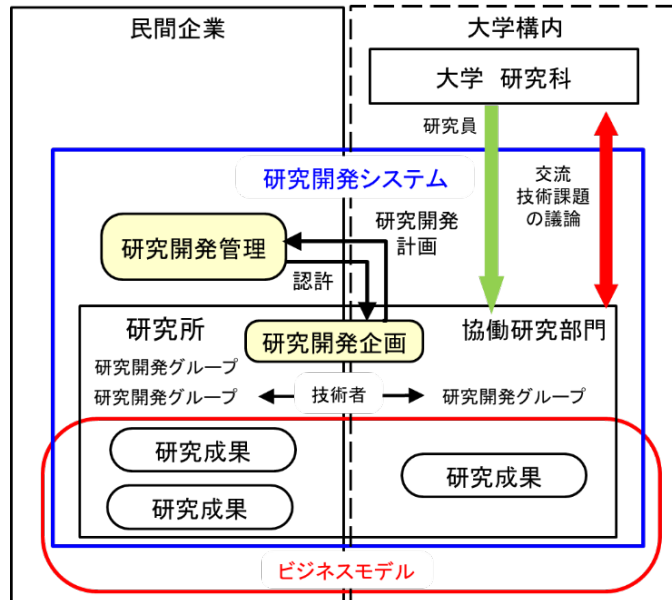 民間企業
大学構内
大学 研究科
研究員
交流
技術課題
の議論
研究開発システム
研究開発
計画
研究開発管理
認許
研究所
研究開発企画
協働研究部門
研究開発グループ
研究開発グループ
技術者
研究開発グループ
研究成果
研究成果
研究成果
ビジネスモデル